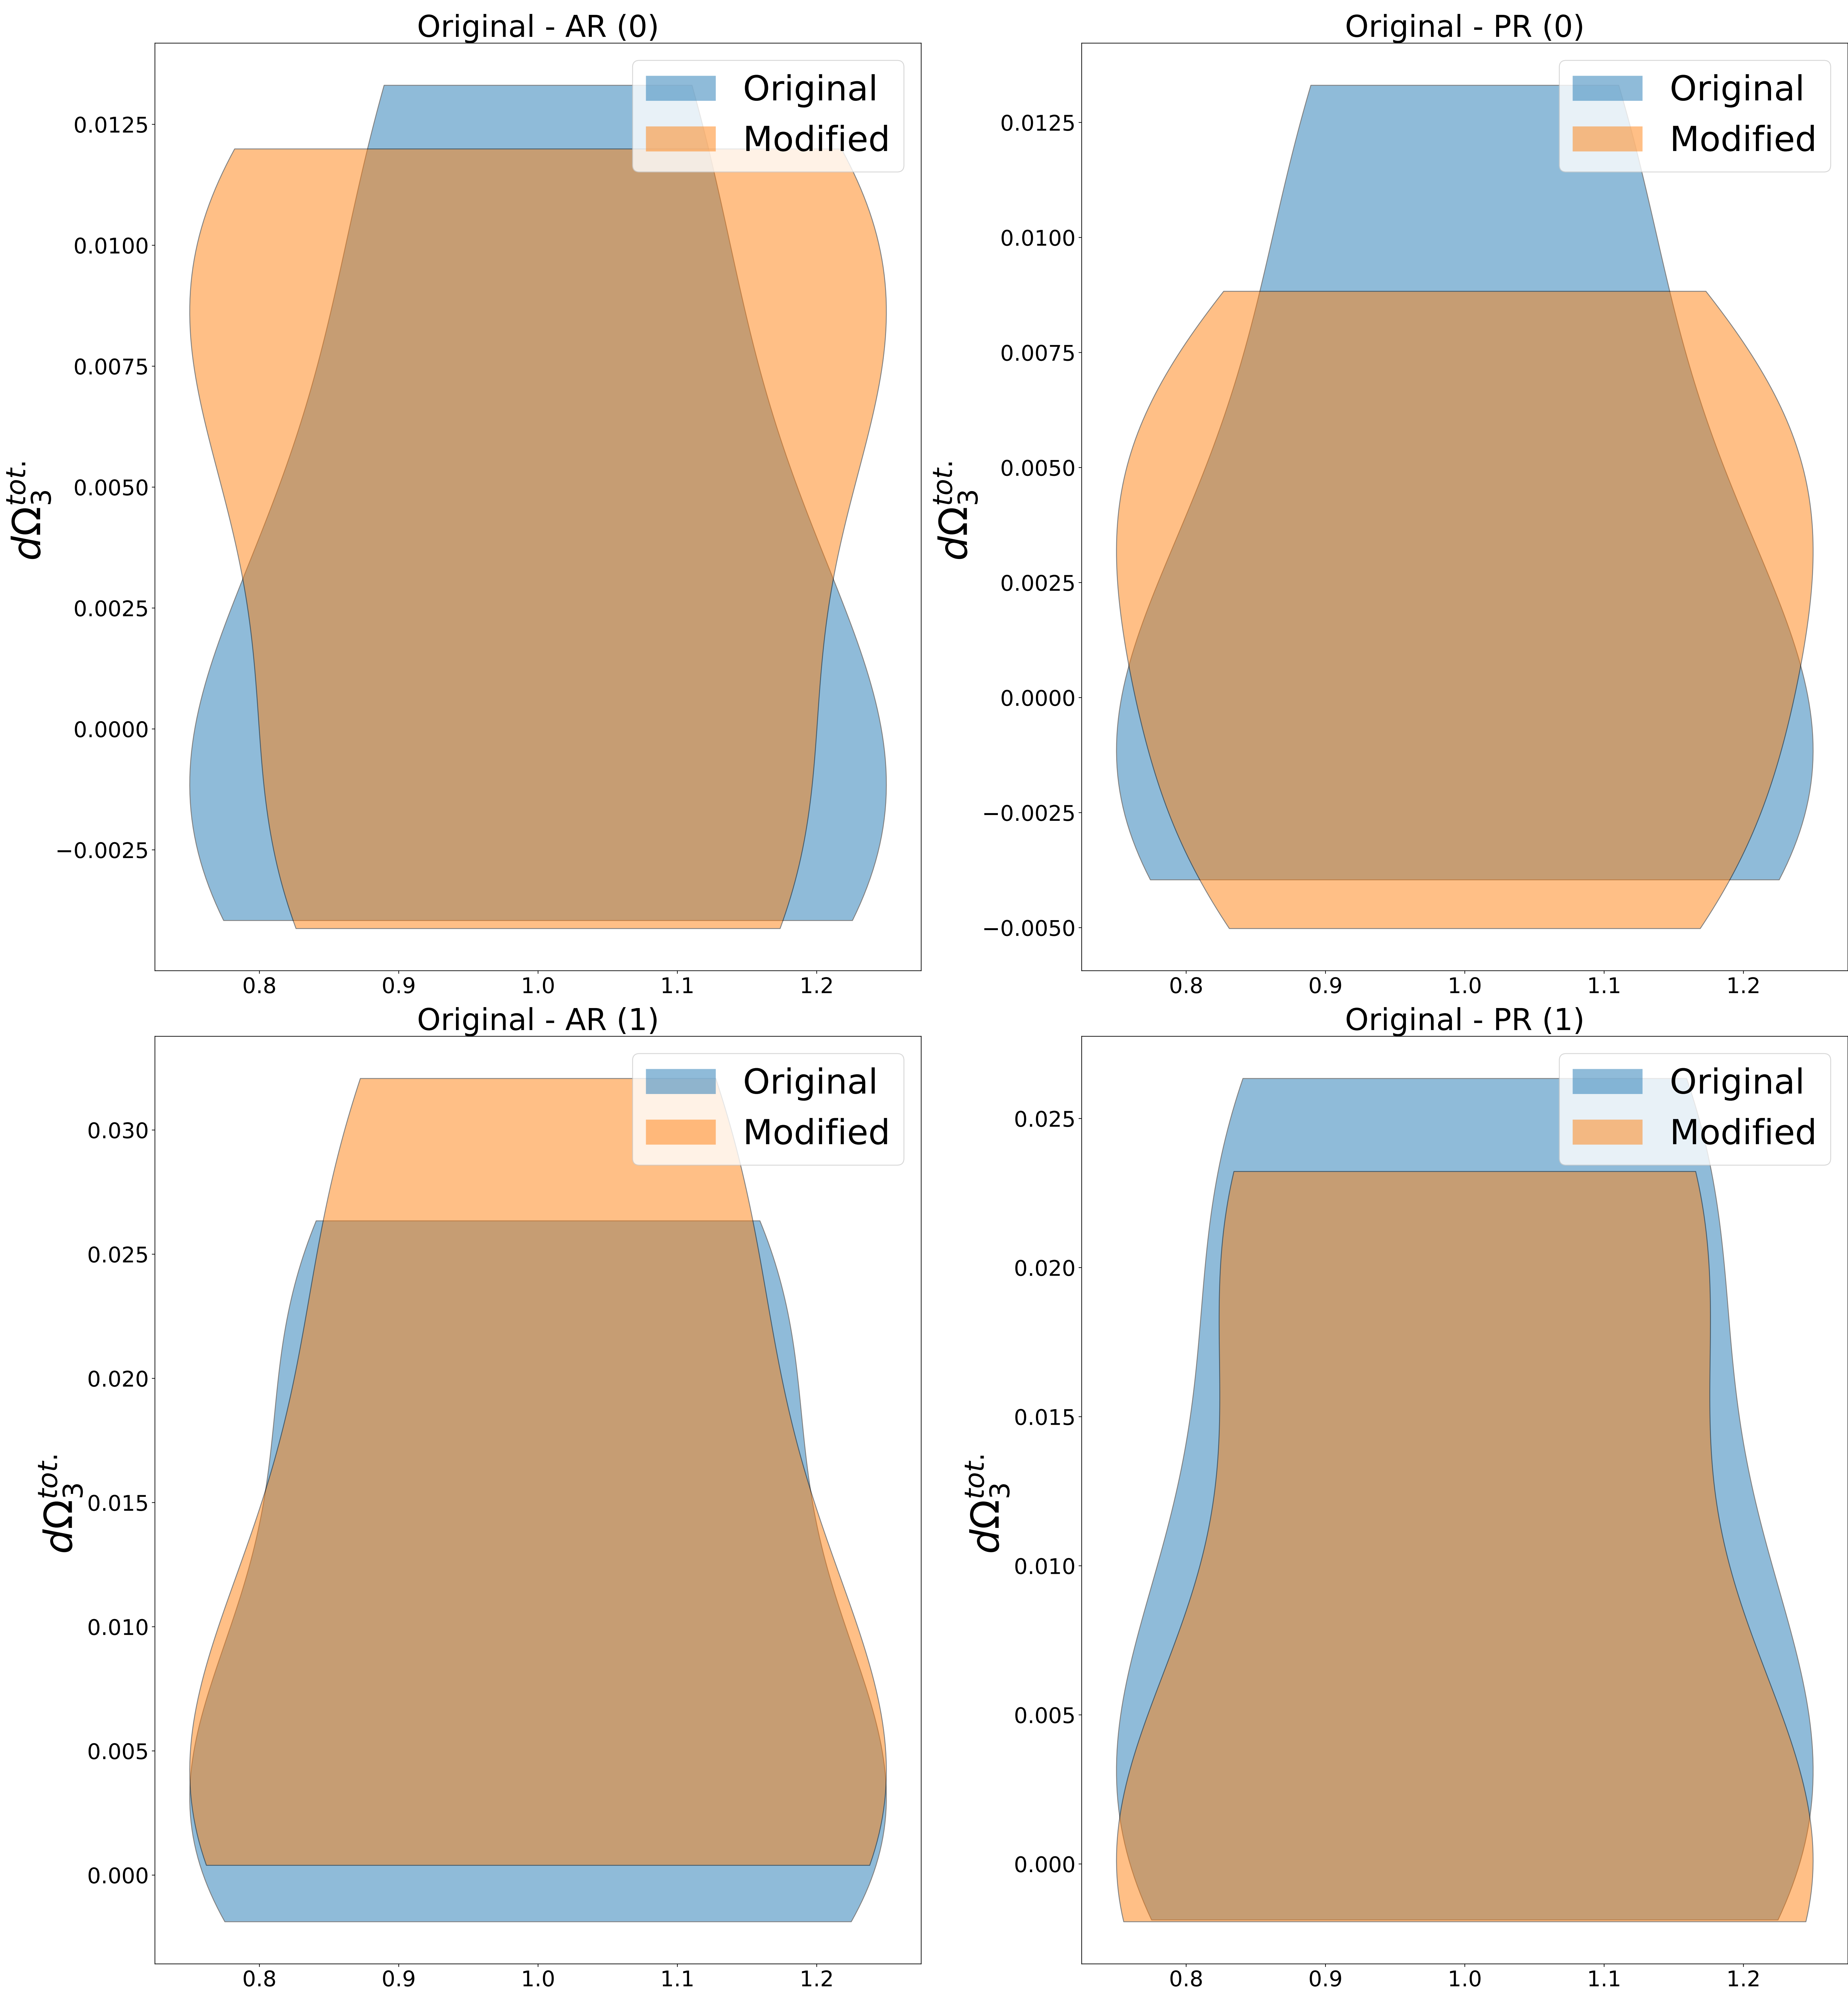 Original - AR (0)
Original
Modified
0.0125
0.0100
0.0075
0.0050
0.0025
0.0000
−0.0025
dΩ₃ᵗᵒᵗ·
0.8 0.9 1.0 1.1 1.2
Original - PR (0)
Original
Modified
0.0125
0.0100
0.0075
0.0050
0.0025
0.0000
−0.0025
−0.0050
dΩ₃ᵗᵒᵗ·
0.8 0.9 1.0 1.1 1.2
Original - AR (1)
Original
Modified
0.030
0.025
0.020
0.015
0.010
0.005
0.000
dΩ₃ᵗᵒᵗ·
0.8 0.9 1.0 1.1 1.2
Original - PR (1)
Original
Modified
0.025
0.020
0.015
0.010
0.005
0.000
dΩ₃ᵗᵒᵗ·
0.8 0.9 1.0 1.1 1.2